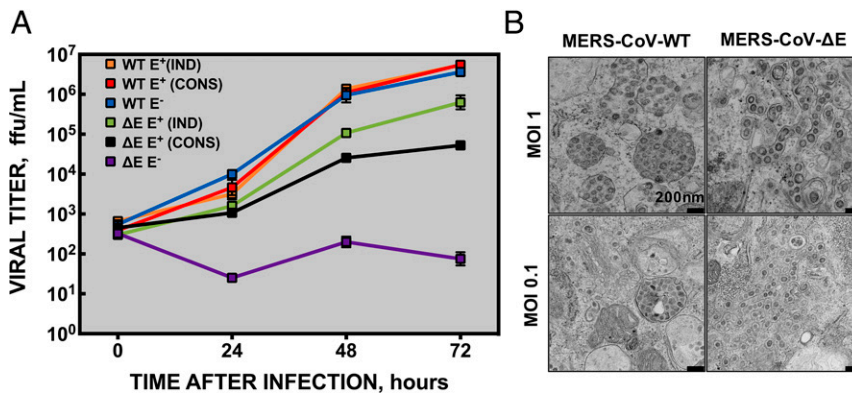 A
VIRAL TITER, ffu/mL
10⁷
10⁶
10⁵
10⁴
10³
10²
10¹
10⁰
WT E⁺(IND)
WT E⁺ (CONS)
WT E⁻
ΔE E⁺ (IND)
ΔE E⁺ (CONS)
ΔE E⁻
0 24 48 72
TIME AFTER INFECTION, hours
B
MERS-CoV-WT MERS-CoV-ΔE
MOI 1
200nm
MOI 0.1